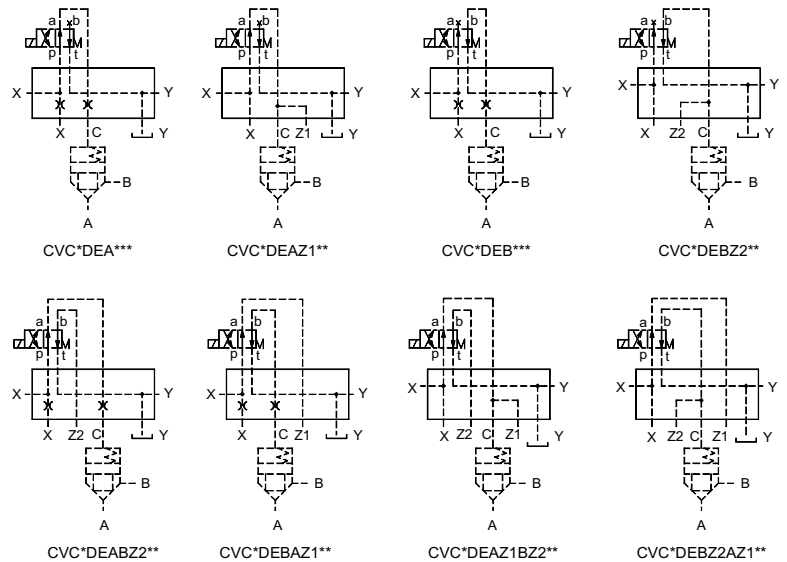 a b a b a b a b
p t p t p t p t
X Y X Y X Y X Y
X C Y X C Z1 Y X C Y X Z2 C Y
B B B B
A A A A
CVC*DEA*** CVC*DEAZ1** CVC*DEB*** CVC*DEBZ2**
a b a b a b a b
p t p t p t p t
X Y X Y X Y X Y
X Z2 C Y X C Z1 Y X Z2 C Z1 Y X Z2 C Z1 Y
B B B B
A A A A
CVC*DEABZ2** CVC*DEBAZ1** CVC*DEAZ1BZ2** CVC*DEBZ2AZ1**